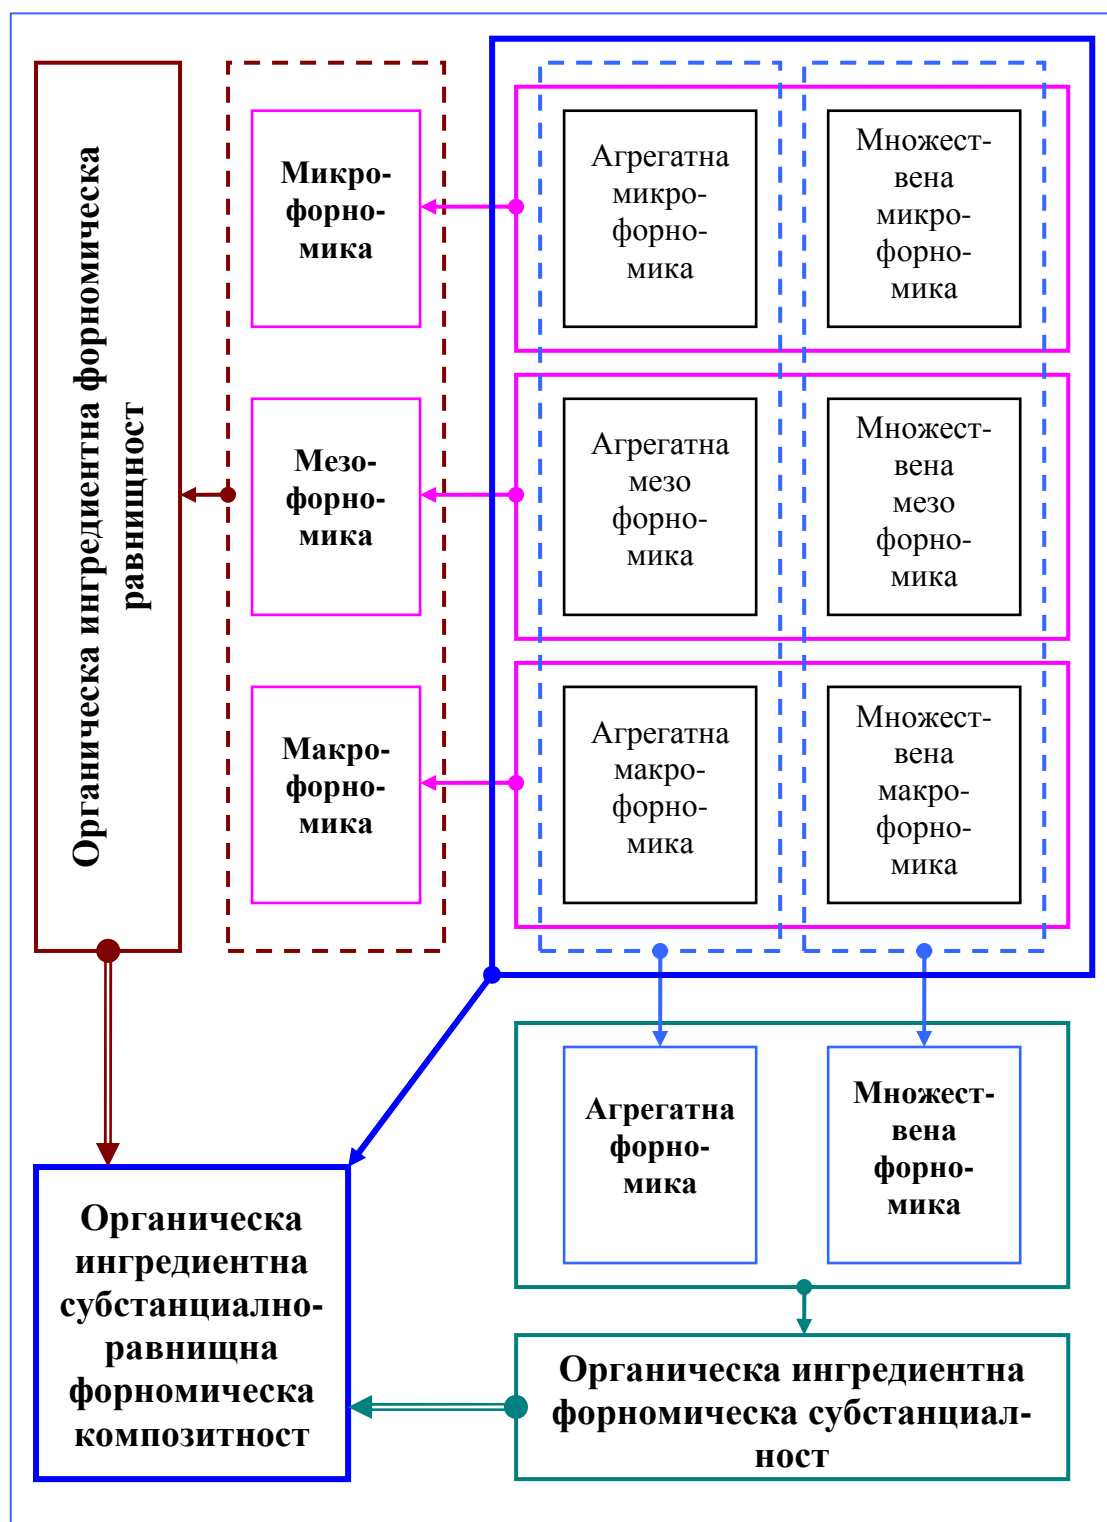 Органическа ингредиентна форномическа
равнищност
Микро-
форно-
мика
Агрегатна
микро-
форно-
мика
Множест-
вена
микро-
форно-
мика
Мезо-
форно-
мика
Агрегатна
мезо
форно-
мика
Множест-
вена
мезо
форно-
мика
Макро-
форно-
мика
Агрегатна
макро-
форно-
мика
Множест-
вена
макро-
форно-
мика
Агрегатна
форно-
мика
Множест-
вена
форно-
мика
Органическа
ингредиентна
субстанциално-
равнищна
форномическа
композитност
Органическа ингредиентна
форномическа субстанциал-
ност